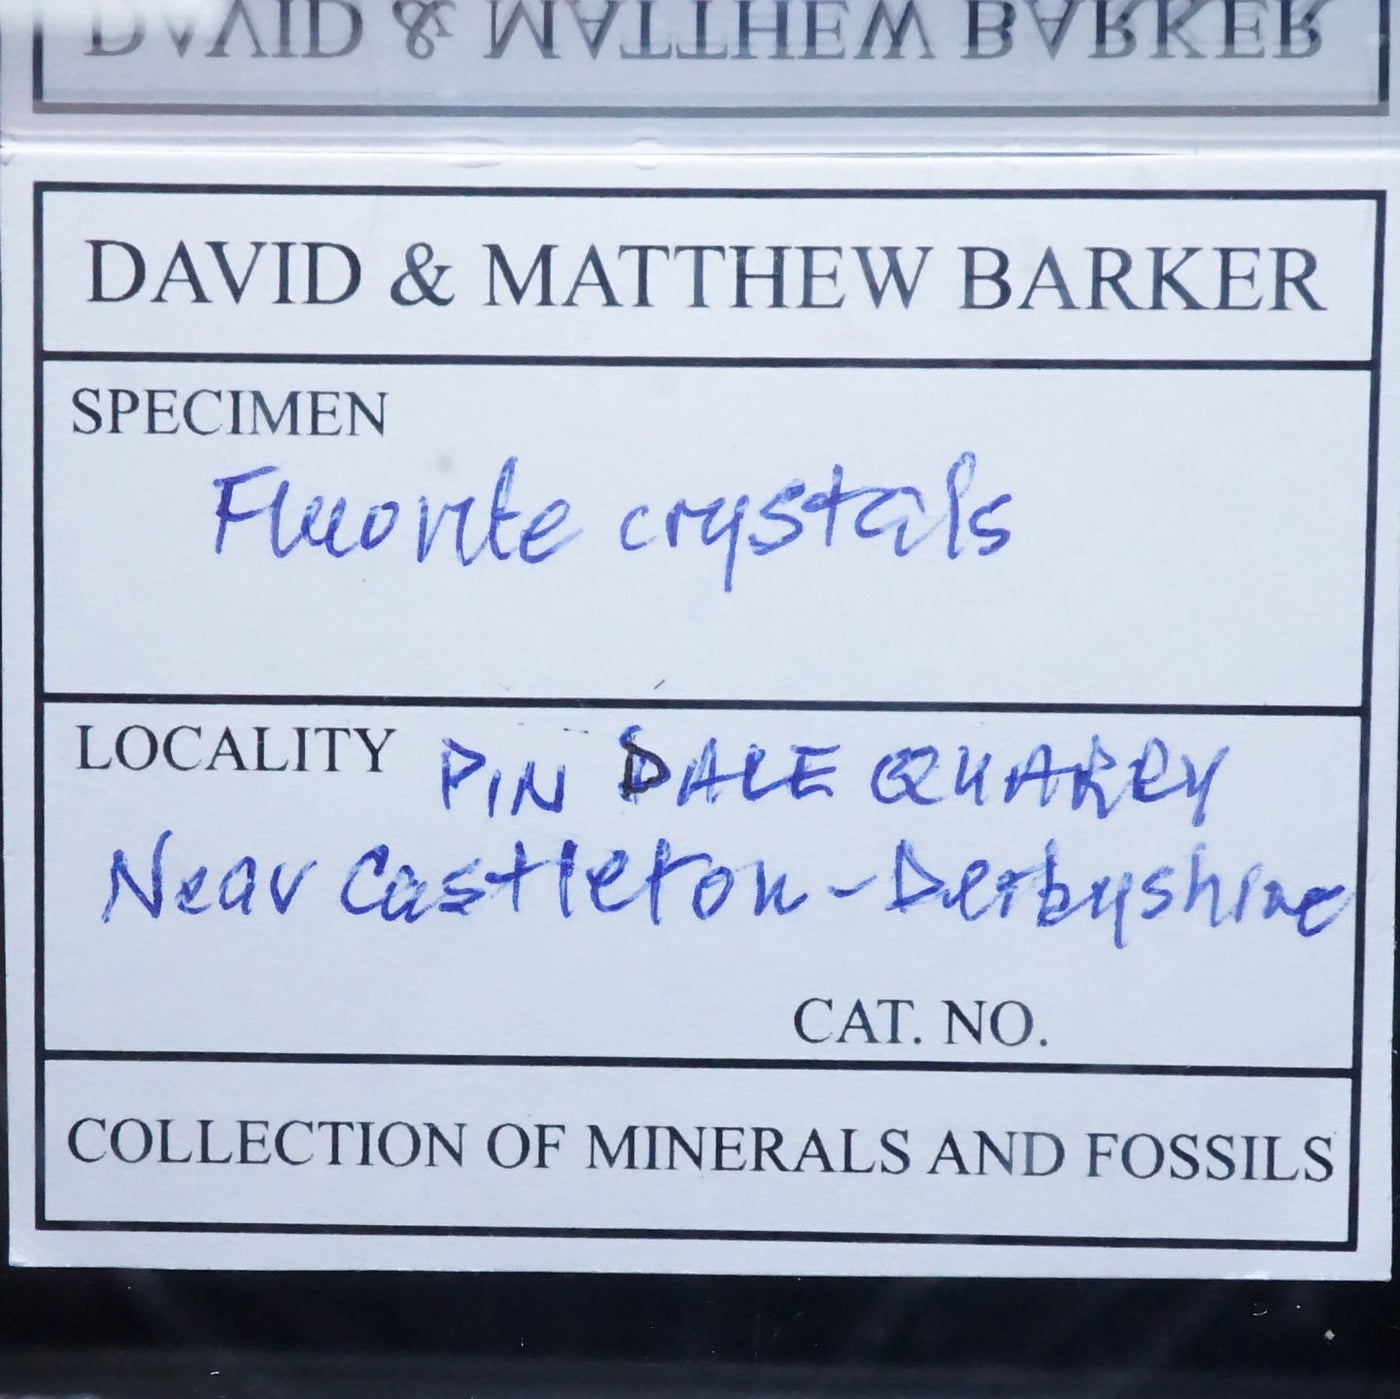 DAVID & MATTHEW BARKER
DAVID & MATTHEW BARKER
SPECIMEN
Fluorite crystals
LOCALITY PIN DALE QUARRY
Near Castleton - Derbyshire
CAT. NO.
COLLECTION OF MINERALS AND FOSSILS